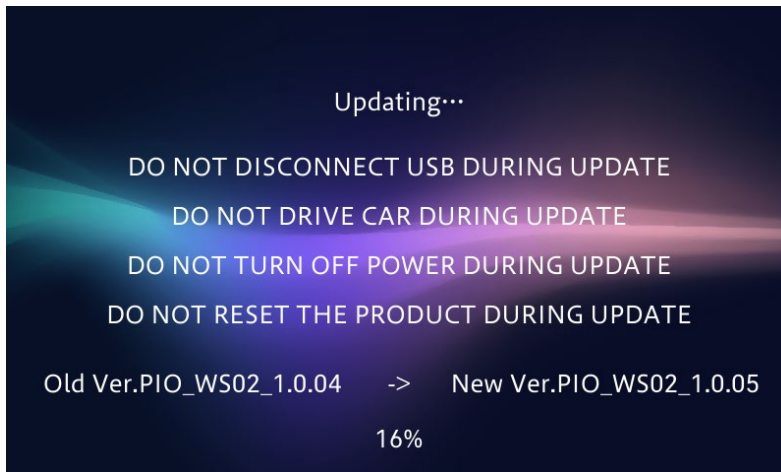 Updating…
DO NOT DISCONNECT USB DURING UPDATE
DO NOT DRIVE CAR DURING UPDATE
DO NOT TURN OFF POWER DURING UPDATE
DO NOT RESET THE PRODUCT DURING UPDATE
Old Ver.PIO_WS02_1.0.04 -> New Ver.PIO_WS02_1.0.05
16%